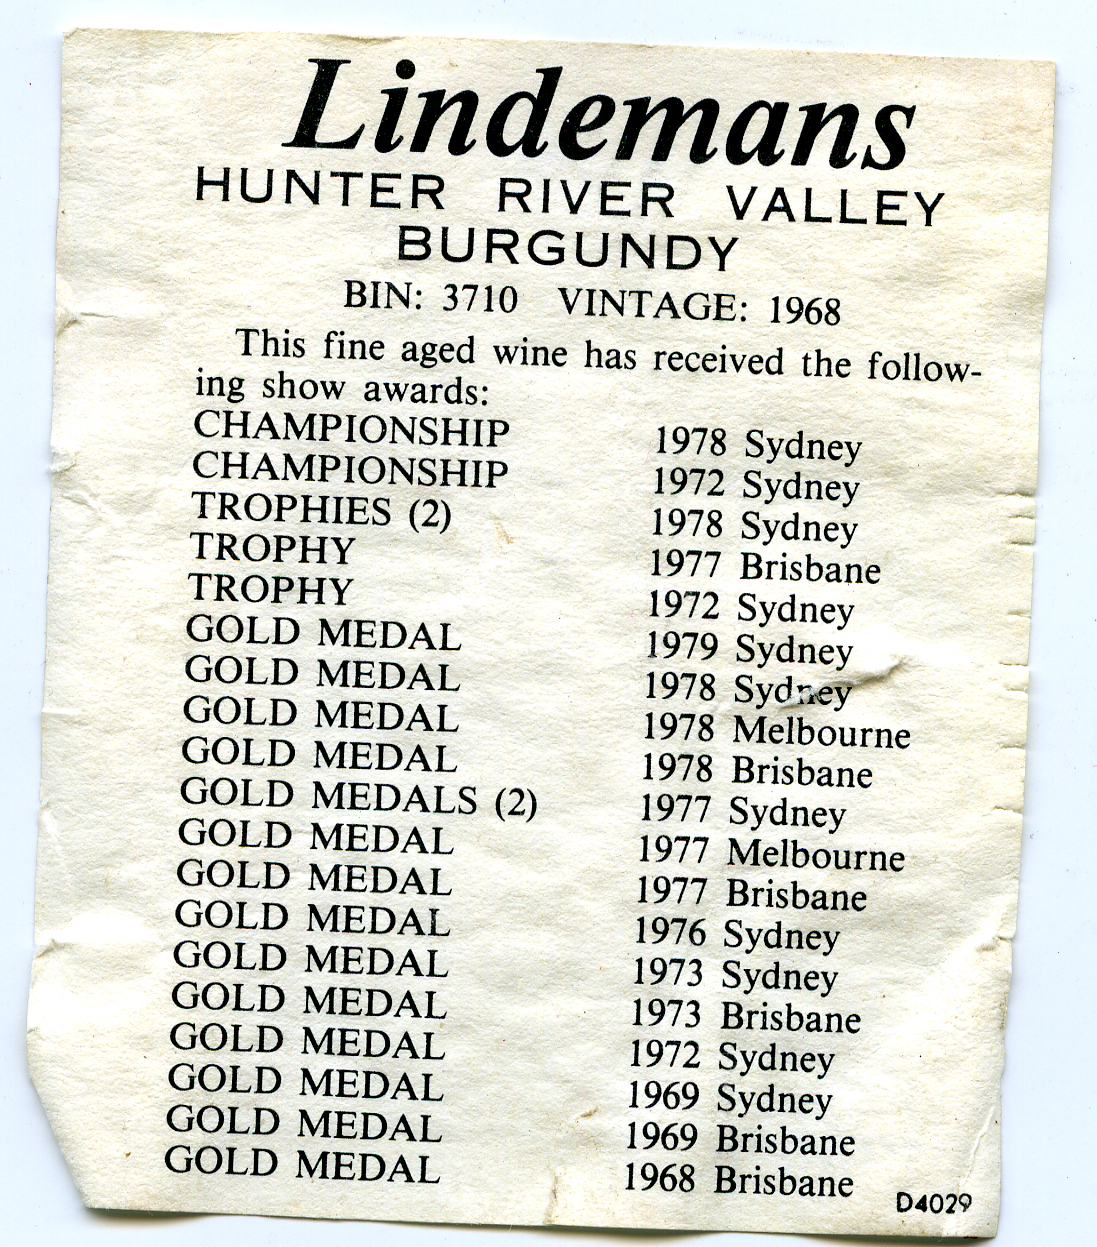 Lindemans
HUNTER RIVER VALLEY
BURGUNDY
BIN: 3710 VINTAGE: 1968
This fine aged wine has received the follow-
ing show awards:
CHAMPIONSHIP 1978 Sydney
CHAMPIONSHIP 1972 Sydney
TROPHIES (2) 1978 Sydney
TROPHY 1977 Brisbane
TROPHY 1972 Sydney
GOLD MEDAL 1979 Sydney
GOLD MEDAL 1978 Sydney
GOLD MEDAL 1978 Melbourne
GOLD MEDAL 1978 Brisbane
GOLD MEDALS (2) 1977 Sydney
GOLD MEDAL 1977 Melbourne
GOLD MEDAL 1977 Brisbane
GOLD MEDAL 1976 Sydney
GOLD MEDAL 1973 Sydney
GOLD MEDAL 1973 Brisbane
GOLD MEDAL 1972 Sydney
GOLD MEDAL 1969 Sydney
GOLD MEDAL 1969 Brisbane
GOLD MEDAL 1968 Brisbane
D4029